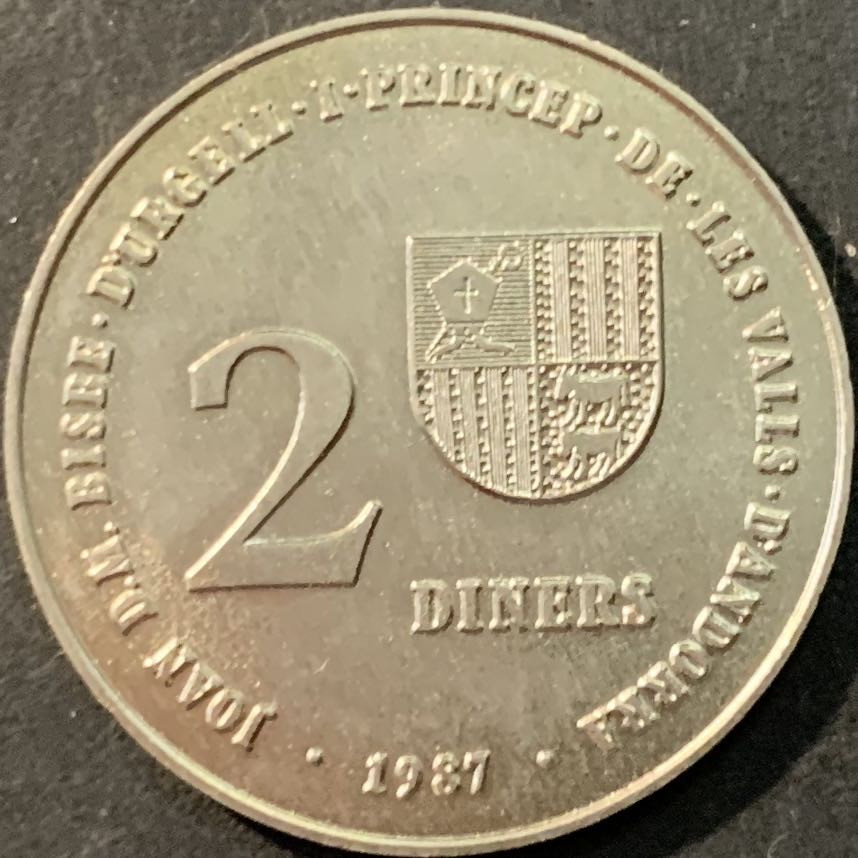 JOAN D.M. BISBE · D'URGELL · I · PRINCEP · DE · LES VALLS · D'ANDORRA
2
DINERS
· 1987 ·